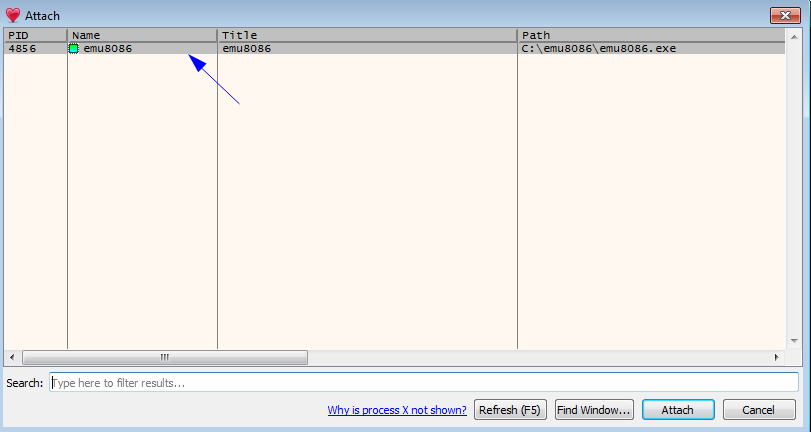 Attach
PID Name Title Path
4856 emu8086 emu8086 C:\emu8086\emu8086.exe
Search: Type here to filter results...
Why is process X not shown? Refresh (F5) Find Window... Attach Cancel